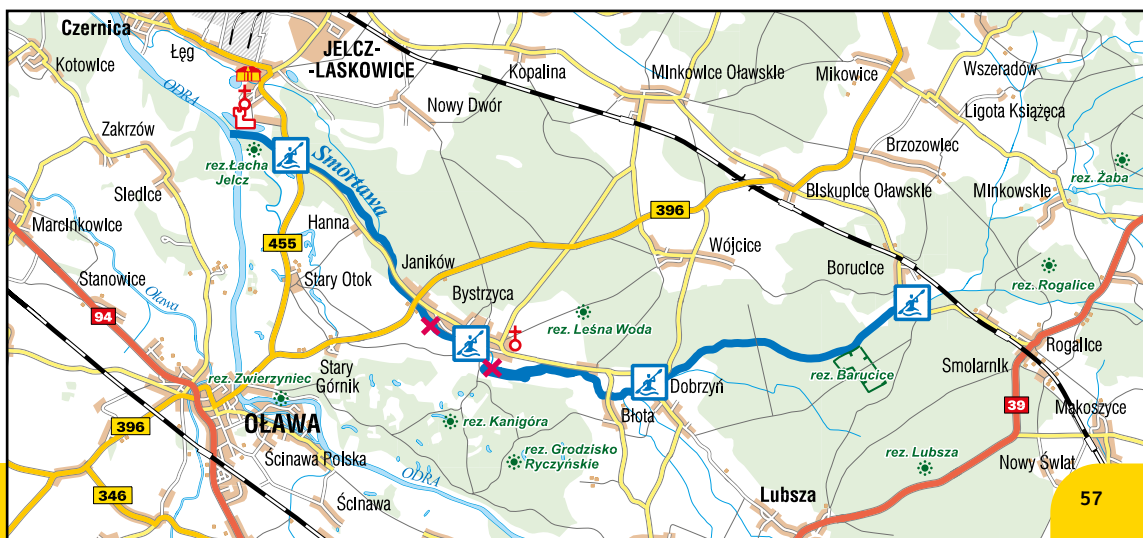 Czernica
Łęg
JELCZ-
-LASKOWICE
Kotowice
ODRA
Kopalina
Minkowice Oławskie
Mikowice
Wszeradów
Nowy Dwór
Ligota Książęca
Zakrzów
Smortawa
rez. Łacha
Jelcz
Brzozowiec
rez. Żaba
Siedlce
Biskupice Oławskie
Minkowskie
Marcinkowice
Hanna
396
455
Wójcice
Janików
Borucice
Stanowice
Stary Otok
rez. Rogalice
Oława
Bystrzyca
94
rez. Leśna Woda
Rogalice
Smolarnik
Stary
Górnik
rez. Zwierzyniec
rez. Barucice
Dobrzyń
39
Makoszyce
OŁAWA
Błota
396
rez. Kanigóra
Ścinawa Polska
rez. Grodzisko
Ryczyńskie
rez. Lubsza
Nowy Świat
ODRA
346
Ścinawa
Lubsza
57